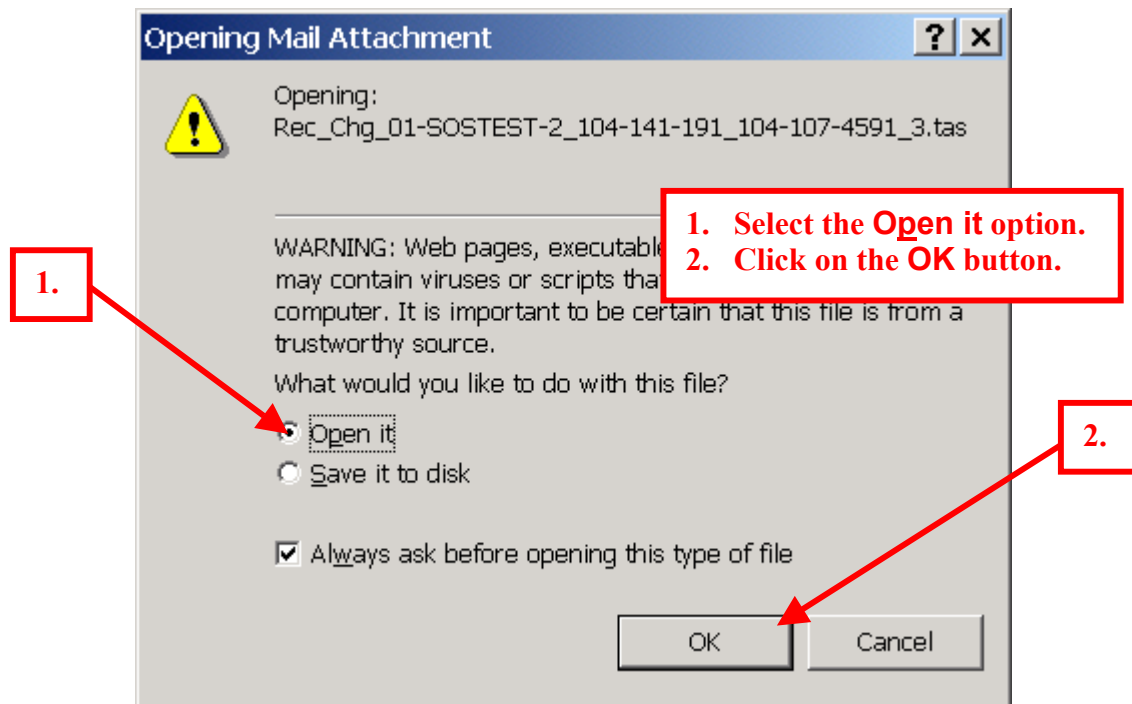 Opening Mail Attachment
Opening:
Rec_Chg_01-SOSTEST-2_104-141-191_104-107-4591_3.tas
1. Select the Open it option.
2. Click on the OK button.
WARNING: Web pages, executable
may contain viruses or scripts tha
computer. It is important to be certain that this file is from a
trustworthy source.
1.
What would you like to do with this file?
Open it
2.
Save it to disk
Always ask before opening this type of file
OK Cancel